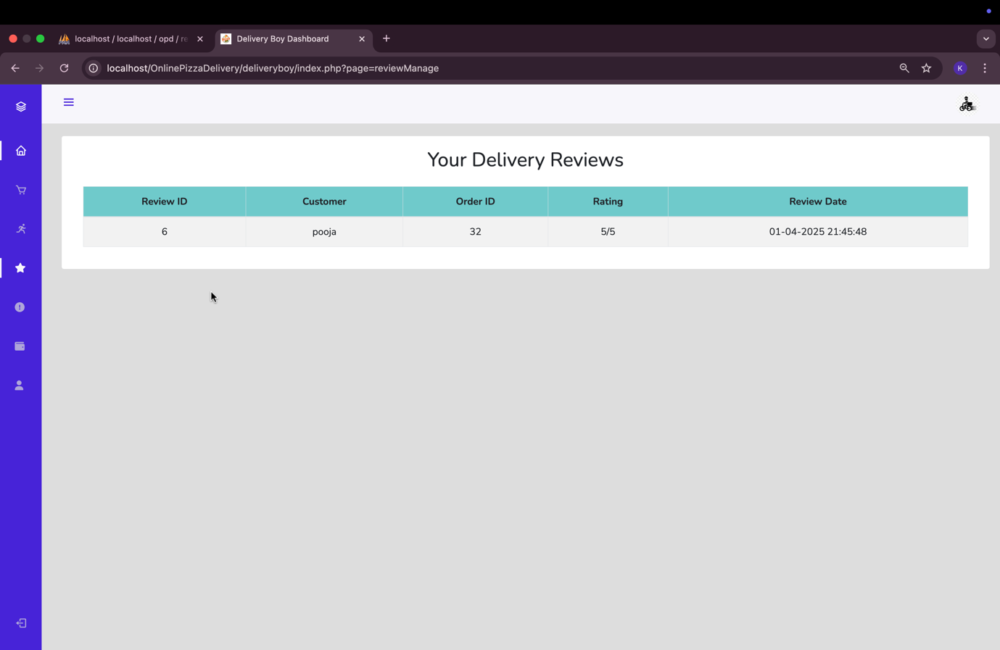 localhost / localhost / opd / re
Delivery Boy Dashboard
localhost/OnlinePizzaDelivery/deliveryboy/index.php?page=reviewManage
K
Your Delivery Reviews
Review ID Customer Order ID Rating Review Date
6 pooja 32 5/5 01-04-2025 21:45:48